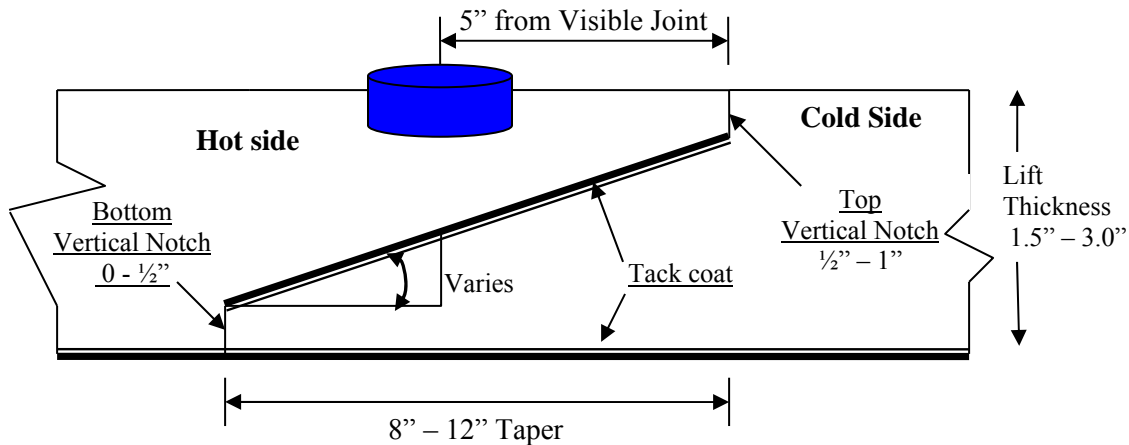 5” from Visible Joint
Hot side
Cold Side
Bottom
Vertical Notch
0 - ½”
Varies
Tack coat
Top
Vertical Notch
½” – 1”
Lift
Thickness
1.5” – 3.0”
8” – 12” Taper